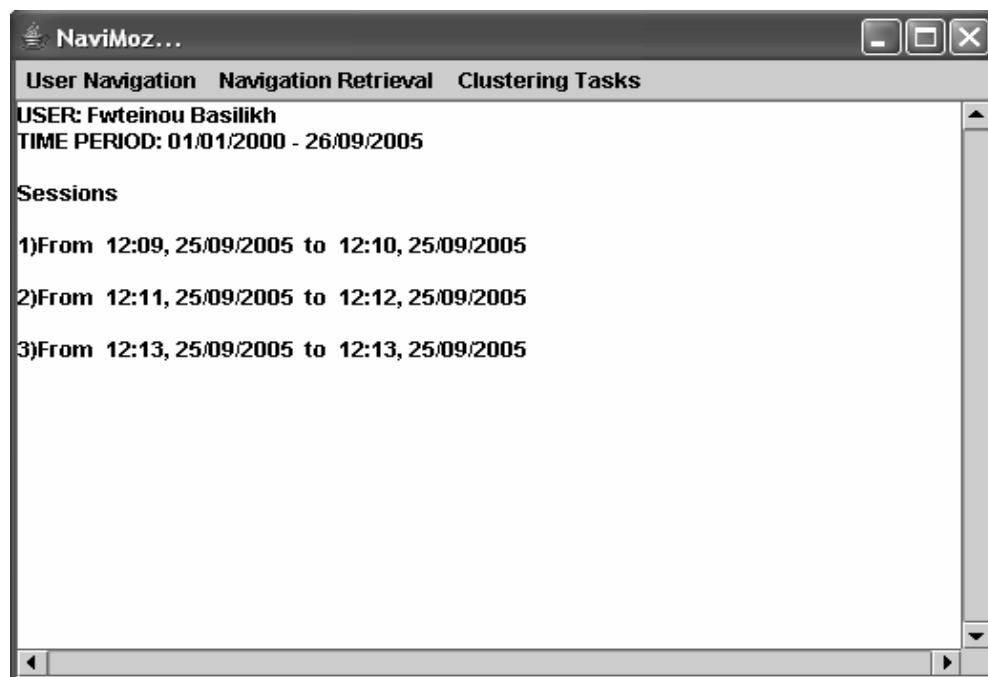 NaviMoz...
User Navigation Navigation Retrieval Clustering Tasks
USER: Fwteinou Basilikh
TIME PERIOD: 01/01/2000 - 26/09/2005
Sessions
1)From 12:09, 25/09/2005 to 12:10, 25/09/2005
2)From 12:11, 25/09/2005 to 12:12, 25/09/2005
3)From 12:13, 25/09/2005 to 12:13, 25/09/2005